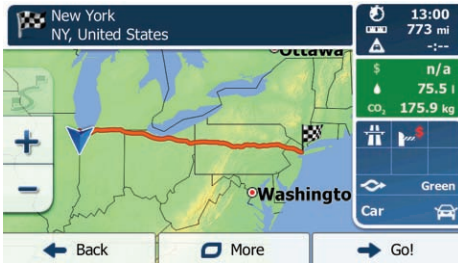 New York
NY, United States
13:00
773 mi
-:--
$ n/a
75.5 l
CO₂ 175.9 kg
$
Green
Car
Ottawa
Washingto
+
−
Back
More
Go!